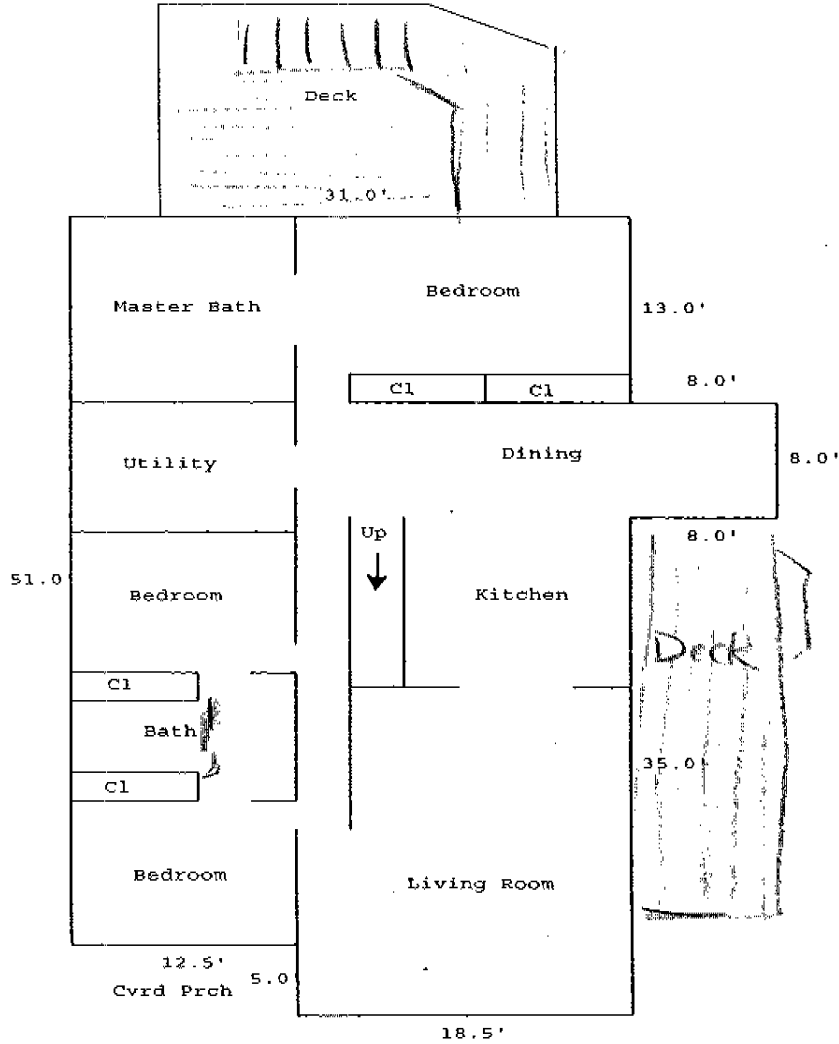 Deck
31.0'
Bedroom
Master Bath
13.0'
Cl
Cl
8.0'
Dining
Utility
8.0'
Up
8.0'
51.0
Bedroom
Kitchen
Deck
Cl
Bath
35.0'
Cl
Bedroom
Living Room
12.5'
5.0
Cvrd Prch
18.5'